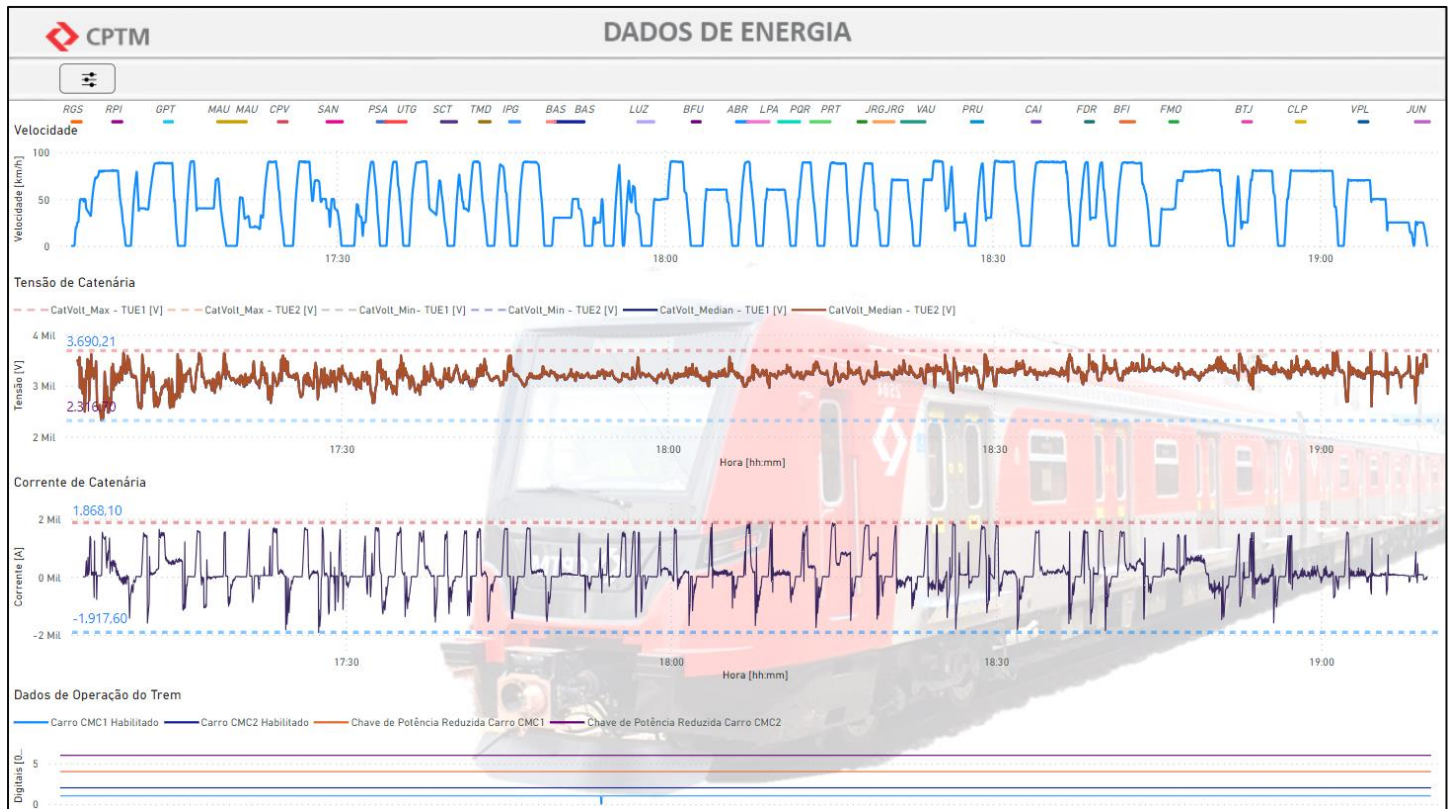 CPTM
DADOS DE ENERGIA
RGS RPI GPT MAU MAU CPV SAN PSA UTG SCT TMD IPG BAS BAS LUZ BFU ABR LPA PQR PRT JRG JRG VAU PRU CAI FDR BFI FMO BTJ CLP VPL JUN
Velocidade
Velocidade [km/h]
100
50
0
17:30 18:00 18:30 19:00
Tensão de Catenária
CatVolt_Max - TUE1 [V] CatVolt_Max - TUE2 [V] CatVolt_Min- TUE1 [V] CatVolt_Min - TUE2 [V] CatVolt_Median - TUE1 [V] CatVolt_Median - TUE2 [V]
Tensão [V]
4 Mil
3.690,21
3 Mil
2.316,70
2 Mil
17:30 18:00 18:30 19:00
Hora [hh:mm]
Corrente de Catenária
Corrente [A]
1.868,10
2 Mil
0 Mil
-1.917,60
-2 Mil
17:30 18:00 18:30 19:00
Hora [hh:mm]
Dados de Operação do Trem
Carro CMC1 Habilitado Carro CMC2 Habilitado Chave de Potência Reduzida Carro CMC1 Chave de Potência Reduzida Carro CMC2
Digitais [0...
5
0